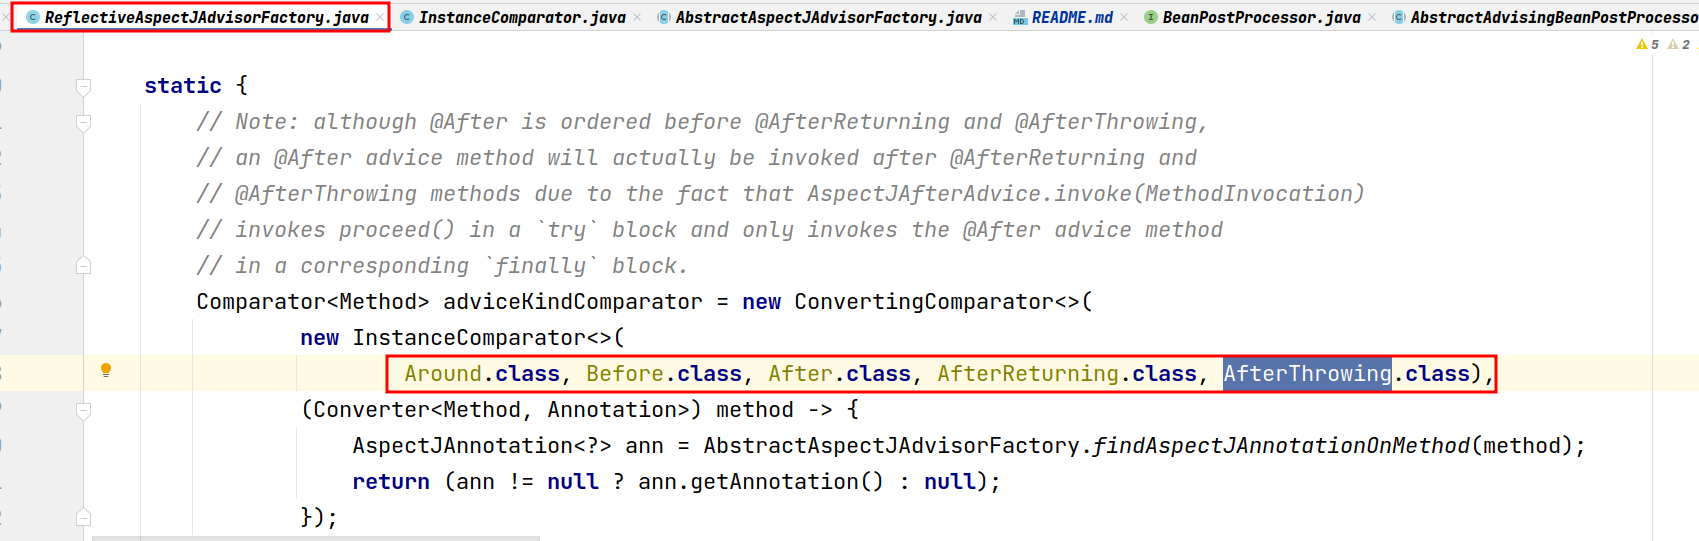 ReflectiveAspectJAdvisorFactory.java InstanceComparator.java AbstractAspectJAdvisorFactory.java README.md BeanPostProcessor.java
5 2
static {
// Note: although @After is ordered before @AfterReturning and @AfterThrowing,
// an @After advice method will actually be invoked after @AfterReturning and
// @AfterThrowing methods due to the fact that AspectJAfterAdvice.invoke(MethodInvocation)
// invokes proceed() in a `try` block and only invokes the @After advice method
// in a corresponding `finally` block.
Comparator<Method> adviceKindComparator = new ConvertingComparator<>(
new InstanceComparator<>(
Around.class, Before.class, After.class, AfterReturning.class, AfterThrowing.class),
(Converter<Method, Annotation>) method -> {
AspectJAnnotation<?> ann = AbstractAspectJAdvisorFactory.findAspectJAnnotationOnMethod(method);
return (ann != null ? ann.getAnnotation() : null);
});